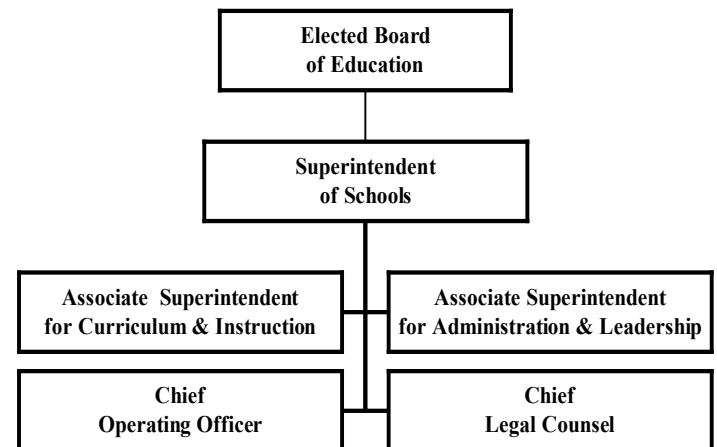 Elected Board
of Education
Superintendent
of Schools
Associate Superintendent
for Curriculum & Instruction
Associate Superintendent
for Administration & Leadership
Chief
Operating Officer
Chief
Legal Counsel